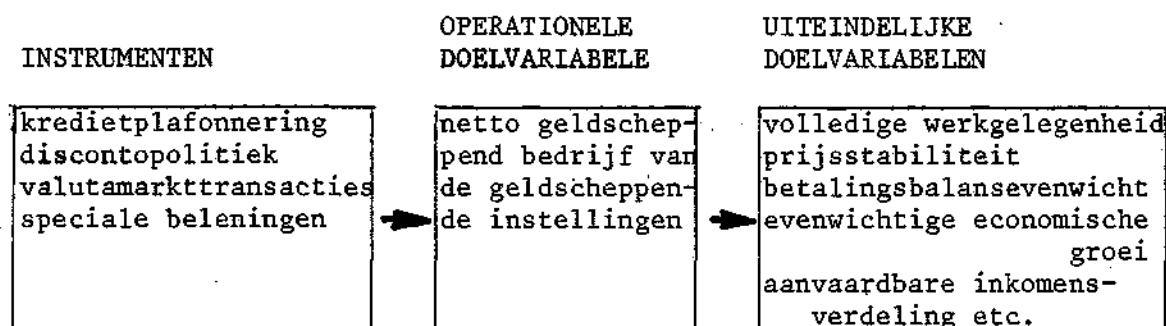 INSTRUMENTEN
OPERATIONELE
DOELVARIABELE
UITEINDELIJKE
DOELVARIABELEN
kredietplafonnering
discontopolitiek
valutamarkttransacties
speciale beleningen
netto geldschep-
pend bedrijf van
de geldscheppen-
de instellingen
volledige werkgelegenheid
prijsstabiliteit
betalingsbalansevenwicht
evenwichtige economische
groei
aanvaardbare inkomens-
verdeling etc.